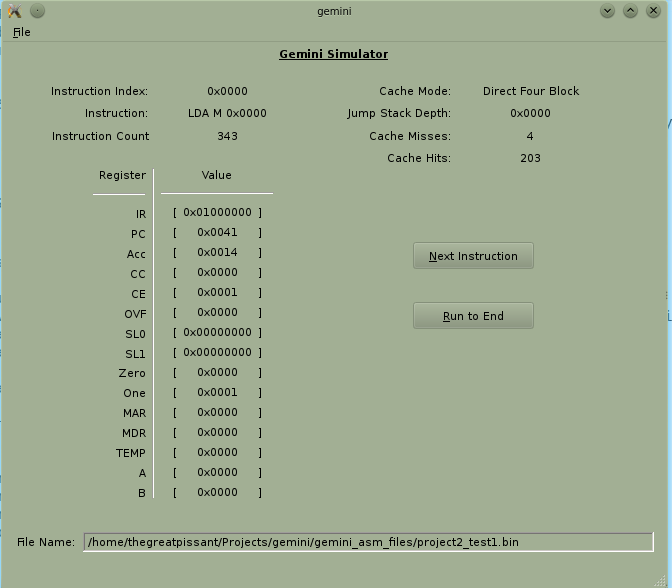 gemini
File
Gemini Simulator
Instruction Index: 0x0000 Cache Mode: Direct Four Block
Instruction: LDA M 0x0000 Jump Stack Depth: 0x0000
Instruction Count 343 Cache Misses: 4
Cache Hits: 203
Register Value
IR [ 0x01000000 ]
PC [ 0x0041 ]
Acc [ 0x0014 ]
CC [ 0x0000 ]
CE [ 0x0001 ]
OVF [ 0x0000 ]
SL0 [ 0x00000000 ]
SL1 [ 0x00000000 ]
Zero [ 0x0000 ]
One [ 0x0001 ]
MAR [ 0x0000 ]
MDR [ 0x0000 ]
TEMP [ 0x0000 ]
A [ 0x0000 ]
B [ 0x0000 ]
Next Instruction
Run to End
File Name: /home/thegreatpissant/Projects/gemini/gemini_asm_files/project2_test1.bin